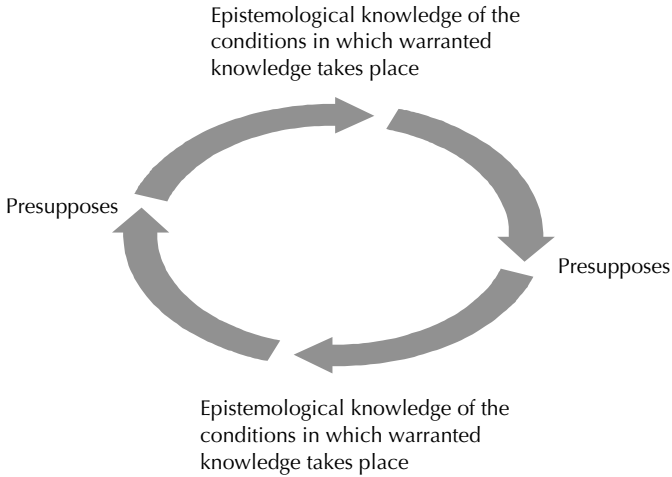 Epistemological knowledge of the
conditions in which warranted
knowledge takes place
Presupposes
Presupposes
Epistemological knowledge of the
conditions in which warranted
knowledge takes place